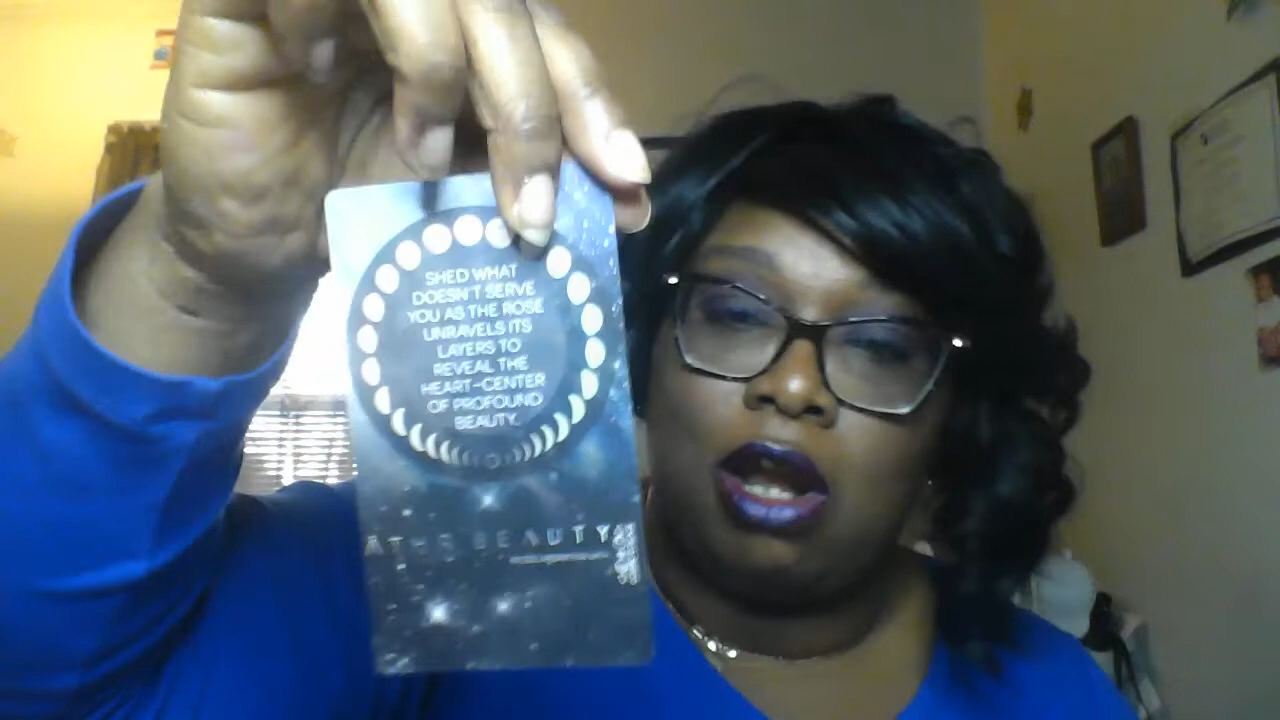 SHED WHAT
DOESN'T SERVE
YOU AS THE ROSE
UNRAVELS ITS
LAYERS TO
REVEAL THE
HEART-CENTER
OF PROFOUND
BEAUTY.
ATHR BEAUTY